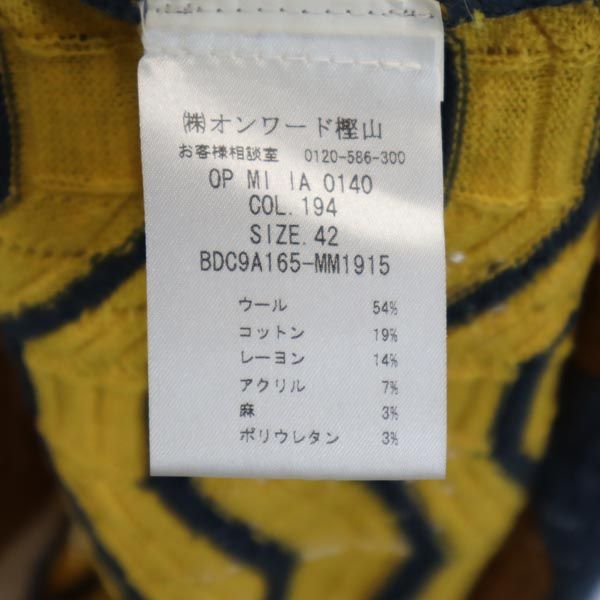 ㈱オンワード樫山
お客様相談室 0120-586-300
OP MI IA 0140
COL.194
SIZE.42
BDC9A165-MM1915
ウール 54%
コットン 19%
レーヨン 14%
アクリル 7%
麻 3%
ポリウレタン 3%